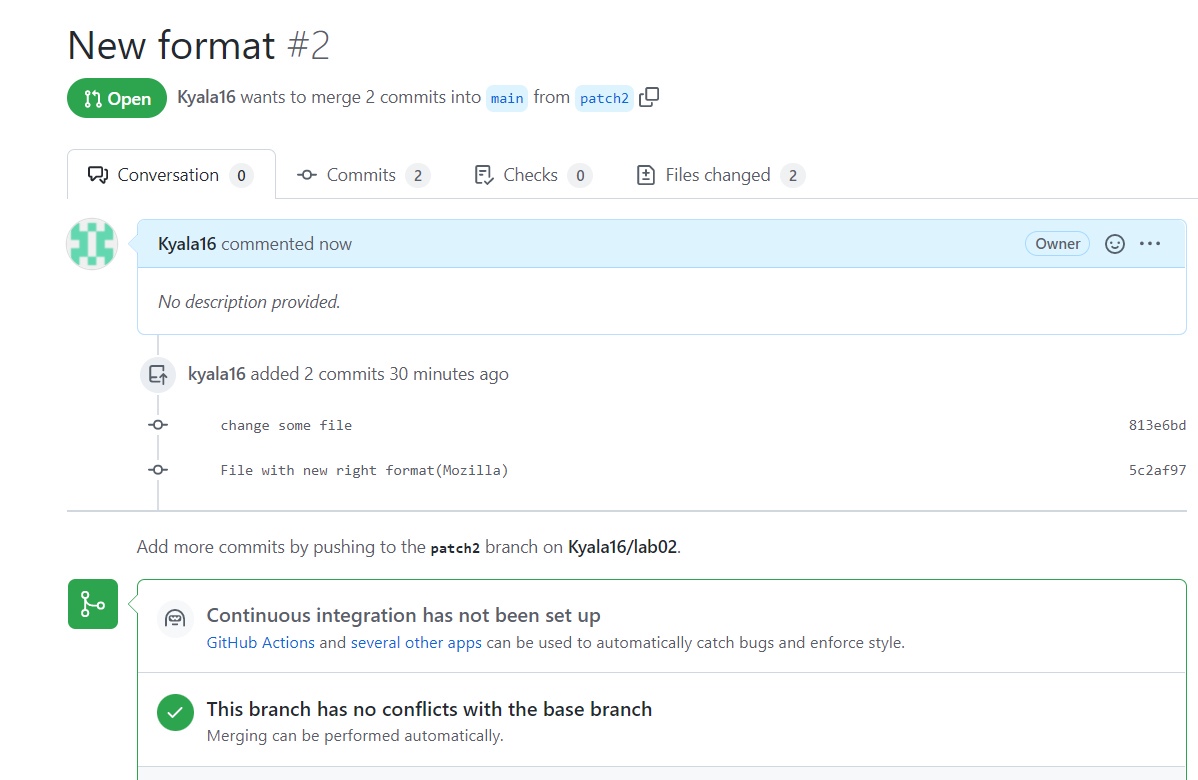 New format #2
Open Kyala16 wants to merge 2 commits into main from patch2
Conversation 0 Commits 2 Checks 0 Files changed 2
Kyala16 commented now Owner
No description provided.
kyala16 added 2 commits 30 minutes ago
change some file 813e6bd
File with new right format(Mozilla) 5c2af97
Add more commits by pushing to the patch2 branch on Kyala16/lab02.
Continuous integration has not been set up
GitHub Actions and several other apps can be used to automatically catch bugs and enforce style.
This branch has no conflicts with the base branch
Merging can be performed automatically.